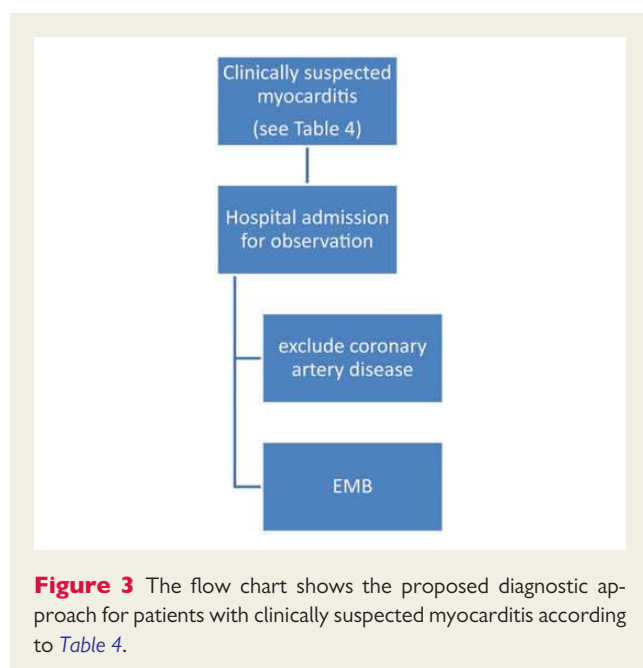 Clinically suspected
myocarditis
(see Table 4)
Hospital admission
for observation
exclude coronary
artery disease
EMB
Figure 3 The flow chart shows the proposed diagnostic ap-
proach for patients with clinically suspected myocarditis according
to Table 4.